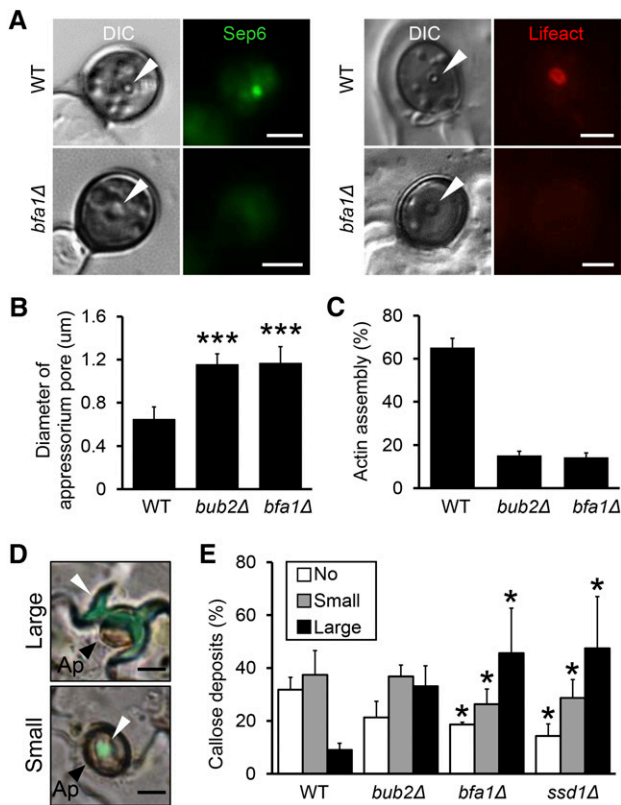 A
DIC
Sep6
DIC
Lifeact
WT
WT
bfa1Δ
bfa1Δ
B
***
***
Diameter of
appressorium pore (um)
1.6
1.2
0.8
0.4
0
WT
bub2Δ
bfa1Δ
C
Actin assembly (%)
80
60
40
20
0
WT
bub2Δ
bfa1Δ
D
Large
Ap
Small
Ap
E
Callose deposits (%)
80
60
40
20
0
No
Small
Large
*
*
*
*
*
*
WT
bub2Δ
bfa1Δ
ssd1Δ